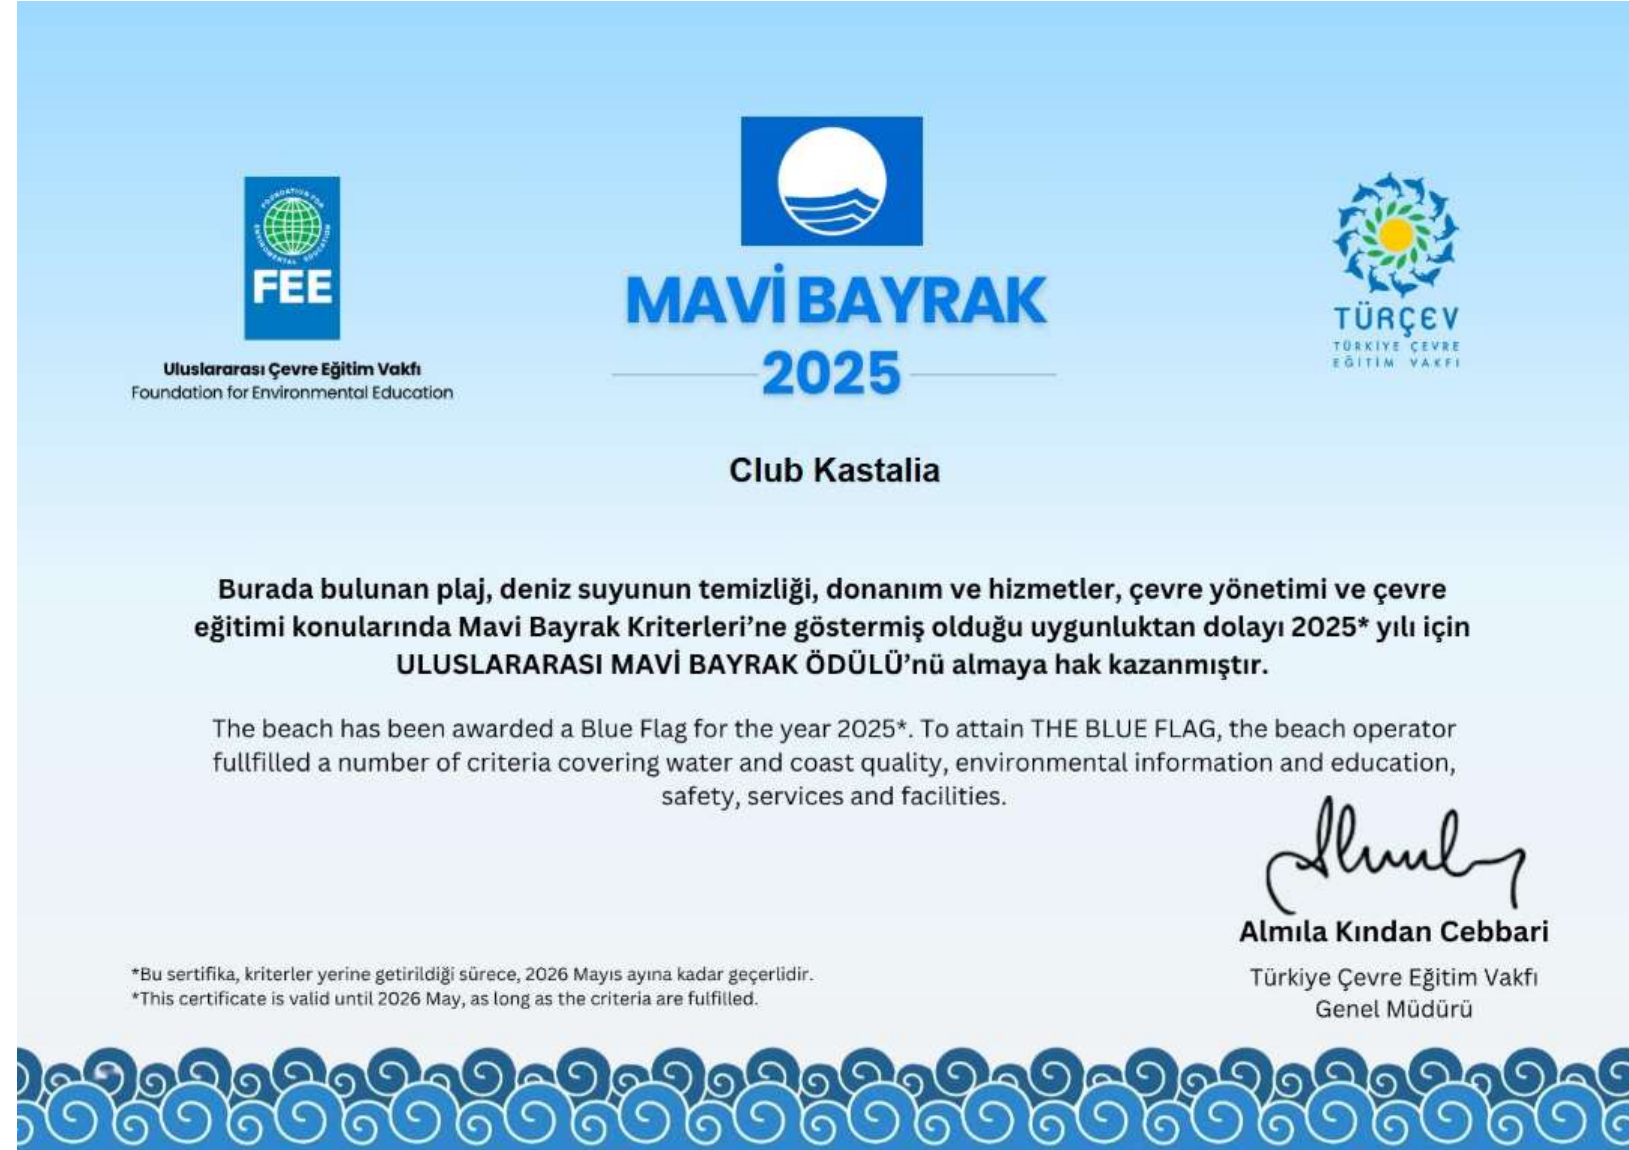 FOUNDATION FOR ENVIRONMENTAL EDUCATION
FEE
Uluslararası Çevre Eğitim Vakfı
Foundation for Environmental Education
MAVİ BAYRAK
2025
TÜRÇEV
TÜRKİYE ÇEVRE
EĞİTİM VAKFI
Club Kastalia
Burada bulunan plaj, deniz suyunun temizliği, donanım ve hizmetler, çevre yönetimi ve çevre
eğitimi konularında Mavi Bayrak Kriterleri’ne göstermiş olduğu uygunluktan dolayı 2025* yılı için
ULUSLARARASI MAVİ BAYRAK ÖDÜLÜ’nü almaya hak kazanmıştır.
The beach has been awarded a Blue Flag for the year 2025*. To attain THE BLUE FLAG, the beach operator
fullfilled a number of criteria covering water and coast quality, environmental information and education,
safety, services and facilities.
Almıla Kından Cebbari
Türkiye Çevre Eğitim Vakfı
Genel Müdürü
*Bu sertifika, kriterler yerine getirildiği sürece, 2026 Mayıs ayına kadar geçerlidir.
*This certificate is valid until 2026 May, as long as the criteria are fulfilled.